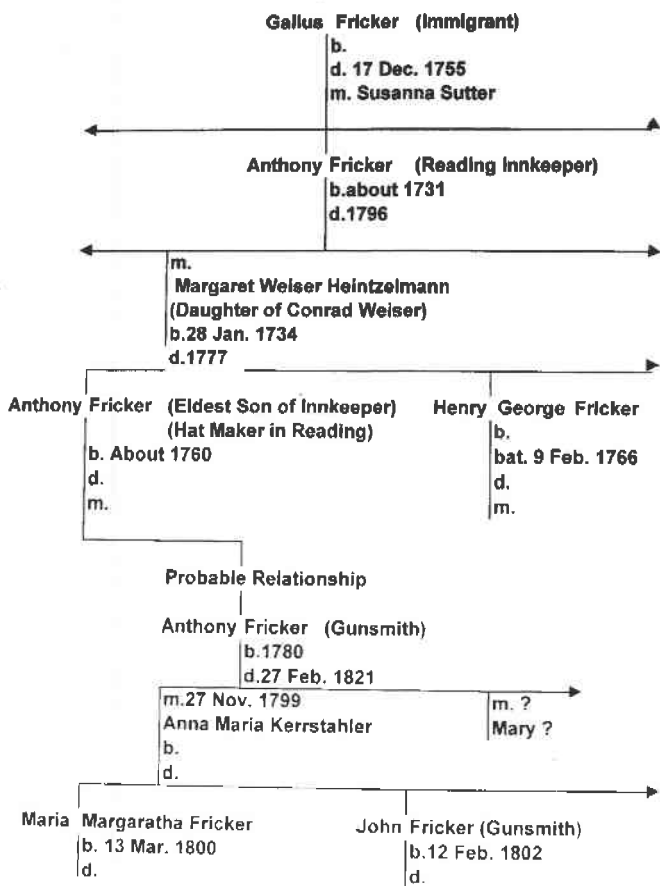 Gallus Fricker (Immigrant)
b.
d. 17 Dec. 1755
m. Susanna Sutter
Anthony Fricker (Reading Innkeeper)
b.about 1731
d.1796
m.
Margaret Weiser Heintzelmann
(Daughter of Conrad Weiser)
b.28 Jan. 1734
d.1777
Anthony Fricker (Eldest Son of Innkeeper)
(Hat Maker in Reading)
b. About 1760
d.
m.
Henry George Fricker
b.
bat. 9 Feb. 1766
d.
m.
Probable Relationship
Anthony Fricker (Gunsmith)
b.1780
d.27 Feb. 1821
m.27 Nov. 1799
Anna Maria Kerrstahler
b.
d.
m. ?
Mary ?
Maria Margaratha Fricker
b. 13 Mar. 1800
d.
John Fricker (Gunsmith)
b.12 Feb. 1802
d.